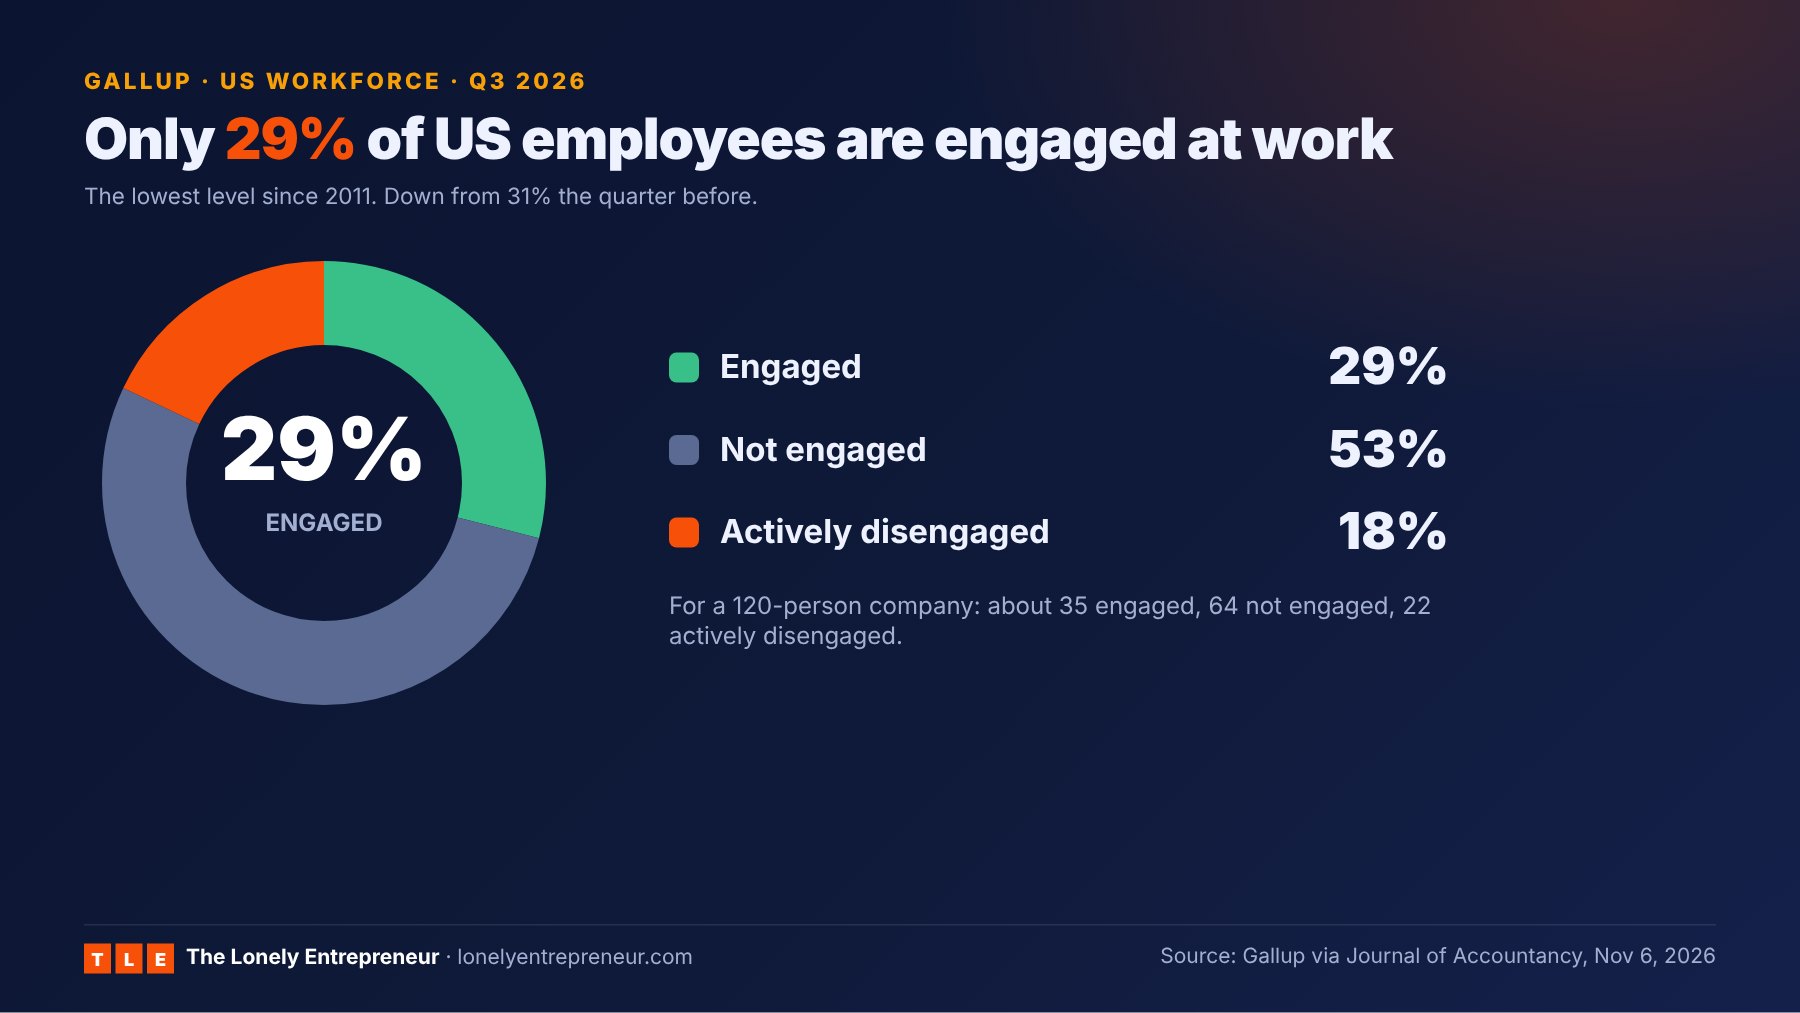 GALLUP · US WORKFORCE · Q3 2026
Only 29% of US employees are engaged at work
The lowest level since 2011. Down from 31% the quarter before.
29%
ENGAGED
Engaged 29%
Not engaged 53%
Actively disengaged 18%
For a 120-person company: about 35 engaged, 64 not engaged, 22
actively disengaged.
T L E The Lonely Entrepreneur · lonelyentrepreneur.com
Source: Gallup via Journal of Accountancy, Nov 6, 2026